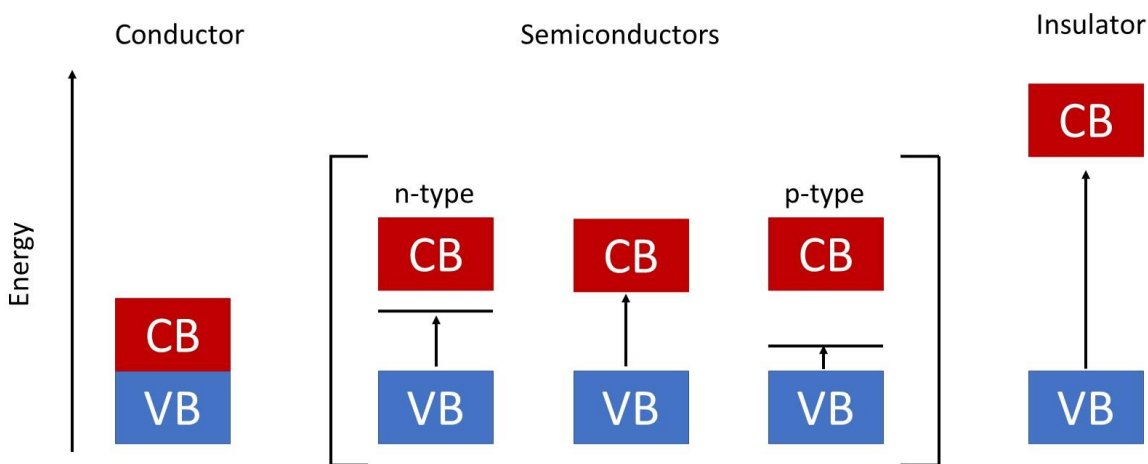 Conductor
Semiconductors
Insulator
Energy
n-type
p-type
CB
VB
CB
VB
CB
VB
CB
VB
CB
VB